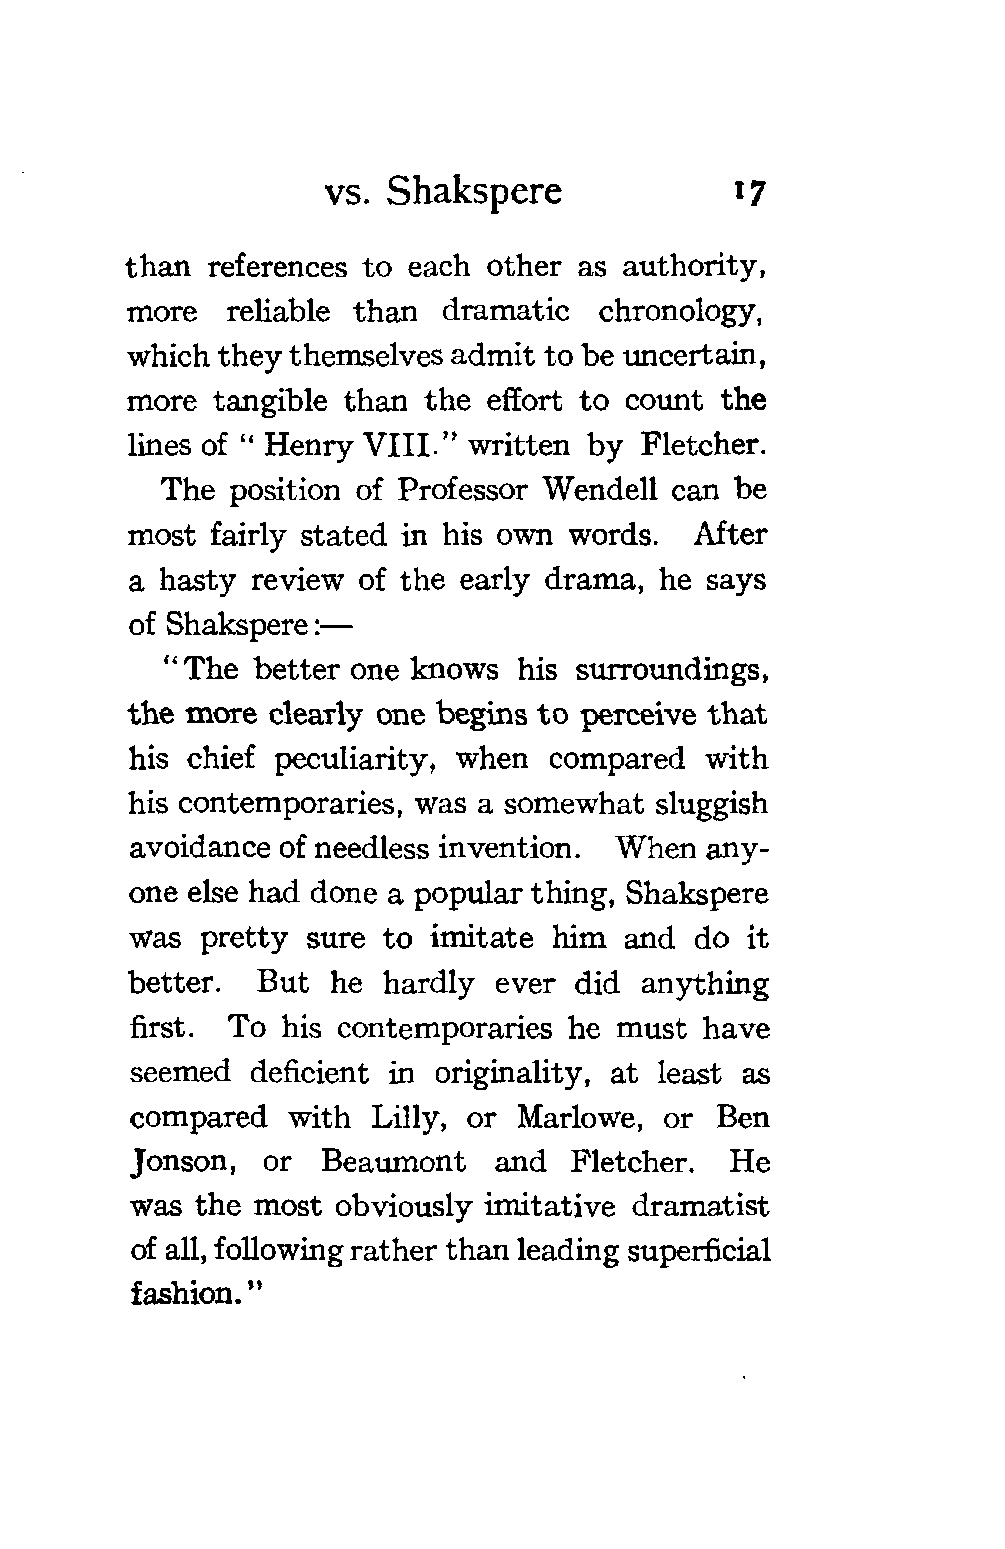 vs. Shakspere 17
than references to each other as authority,
more reliable than dramatic chronology,
which they themselves admit to be uncertain,
more tangible than the effort to count the
lines of " Henry VIII." written by Fletcher.
The position of Professor Wendell can be
most fairly stated in his own words. After
a hasty review of the early drama, he says
of Shakspere:—
"The better one knows his surroundings,
the more clearly one begins to perceive that
his chief peculiarity, when compared with
his contemporaries, was a somewhat sluggish
avoidance of needless invention. When any-
one else had done a popular thing, Shakspere
was pretty sure to imitate him and do it
better. But he hardly ever did anything
first. To his contemporaries he must have
seemed deficient in originality, at least as
compared with Lilly, or Marlowe, or Ben
Jonson, or Beaumont and Fletcher. He
was the most obviously imitative dramatist
of all, following rather than leading superficial
fashion."